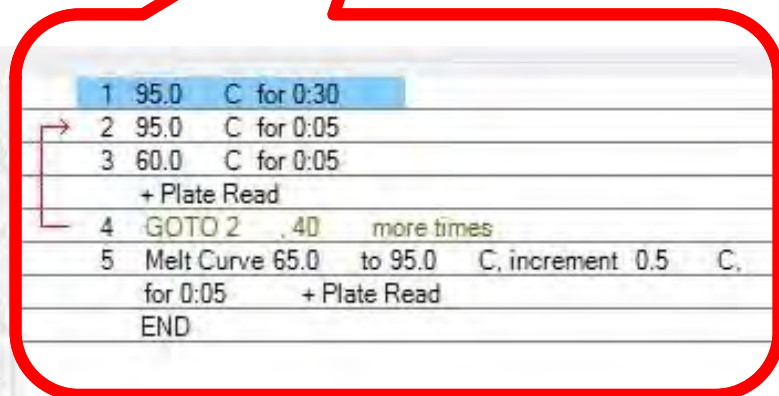 1 95.0 C for 0:30
2 95.0 C for 0:05
3 60.0 C for 0:05
+ Plate Read
4 GOTO 2 , 40 more times
5 Melt Curve 65.0 to 95.0 C, increment 0.5 C,
for 0:05 + Plate Read
END